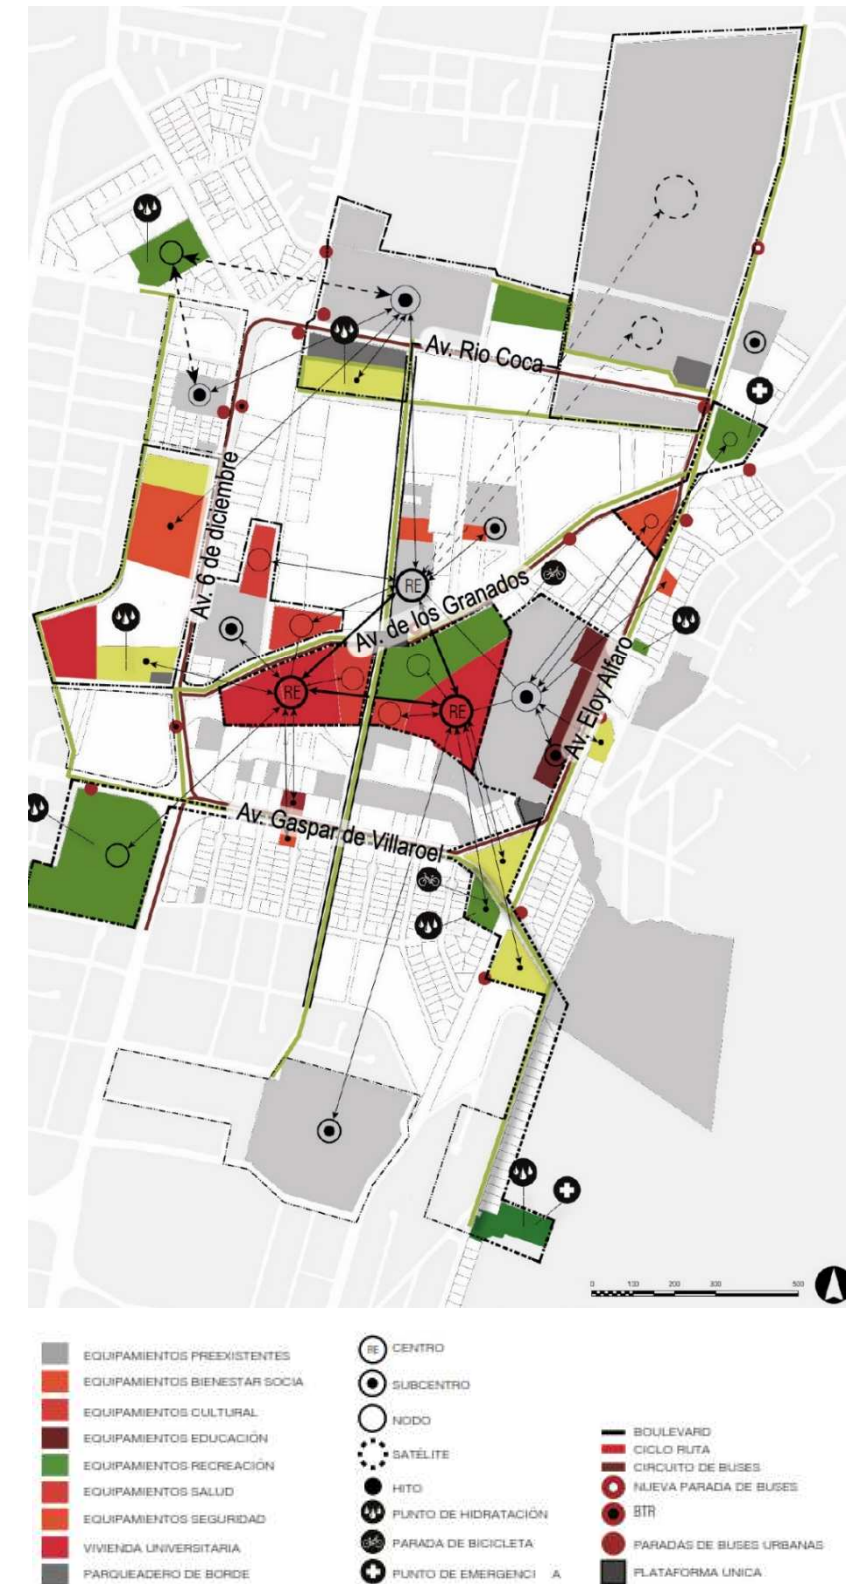 Av. Rio Coca
Av. 6 de diciembre
RE
Av. de los Granados
RE
RE
Av. Eloy Alfaro
Av. Gaspar de Villaroel
0 100 200 300 500
EQUIPAMIENTOS PREEXISTENTES
EQUIPAMIENTOS BIENESTAR SOCIA
EQUIPAMIENTOS CULTURAL
EQUIPAMIENTOS EDUCACIÓN
EQUIPAMIENTOS RECREACIÓN
EQUIPAMIENTOS SALUD
EQUIPAMIENTOS SEGURIDAD
VIVIENDA UNIVERSITARIA
PARQUEADERO DE BORDE
RE CENTRO
SUBCENTRO
NODO
SATÉLITE
HITO
PUNTO DE HIDRATACIÓN
PARADA DE BICICLETA
PUNTO DE EMERGENCI A
BOULEVARD
CICLO RUTA
CIRCUITO DE BUSES
NUEVA PARADA DE BUSES
BTR
PARADAS DE BUSES URBANAS
PLATAFORMA UNICA